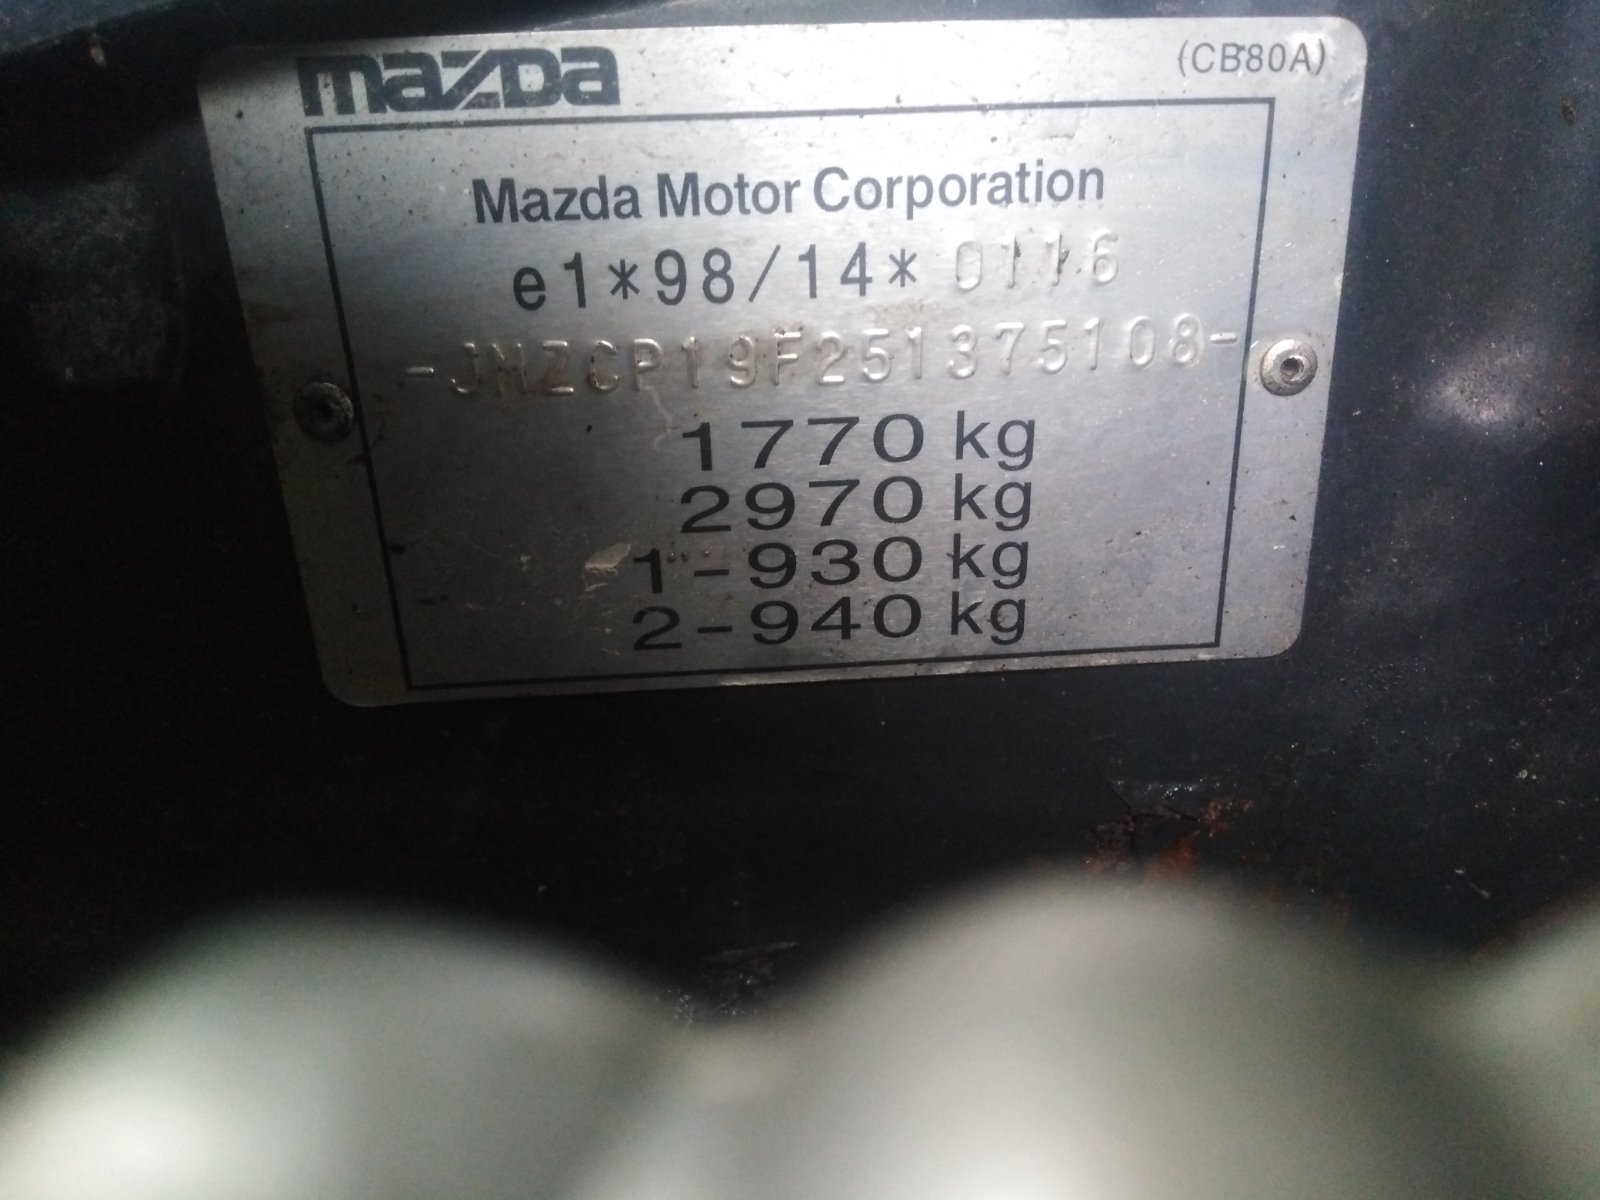 mazda
(CB80A)
Mazda Motor Corporation
e1*98/14*0116
-JMZCP19F251375108-
1770 kg
2970 kg
1-930 kg
2-940 kg